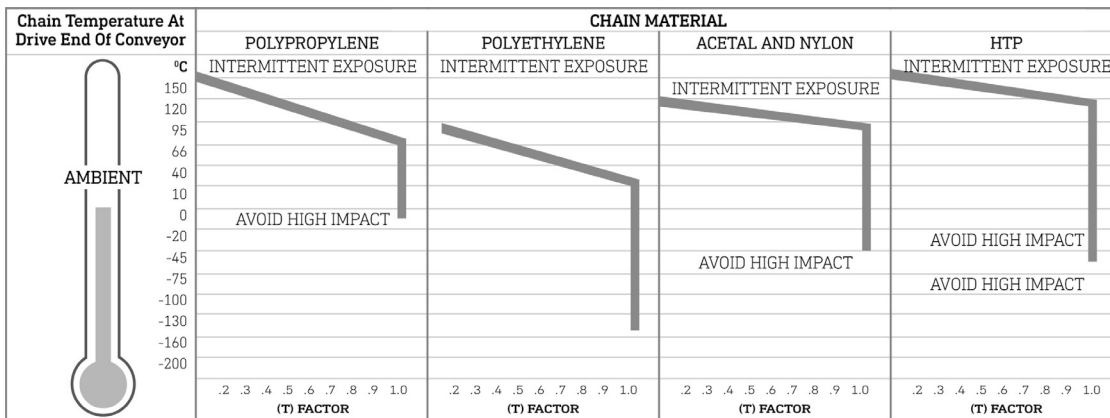 Chain Temperature At
Drive End Of Conveyor
CHAIN MATERIAL
POLYPROPYLENE
POLYETHYLENE
ACETAL AND NYLON
HTP
⁰C
INTERMITTENT EXPOSURE
INTERMITTENT EXPOSURE
INTERMITTENT EXPOSURE
INTERMITTENT EXPOSURE
150
120
95
66
40
10
0
-20
-45
-75
-100
-130
-160
-200
AMBIENT
AVOID HIGH IMPACT
AVOID HIGH IMPACT
AVOID HIGH IMPACT
AVOID HIGH IMPACT
.2 .3 .4 .5 .6 .7 .8 .9 1.0
(T) FACTOR
.2 .3 .4 .5 .6 .7 .8 .9 1.0
(T) FACTOR
.2 .3 .4 .5 .6 .7 .8 .9 1.0
(T) FACTOR
.2 .3 .4 .5 .6 .7 .8 .9 1.0
(T) FACTOR